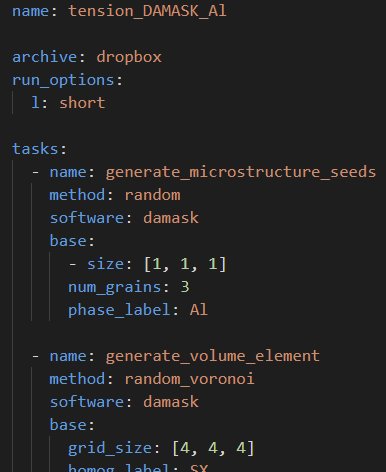 name: tension_DAMASK_Al
archive: dropbox
run_options:
  l: short
tasks:
  - name: generate_microstructure_seeds
    method: random
    software: damask
    base:
      - size: [1, 1, 1]
      num_grains: 3
      phase_label: Al
  - name: generate_volume_element
    method: random_voronoi
    software: damask
    base:
      grid_size: [4, 4, 4]
      homog_label: SX